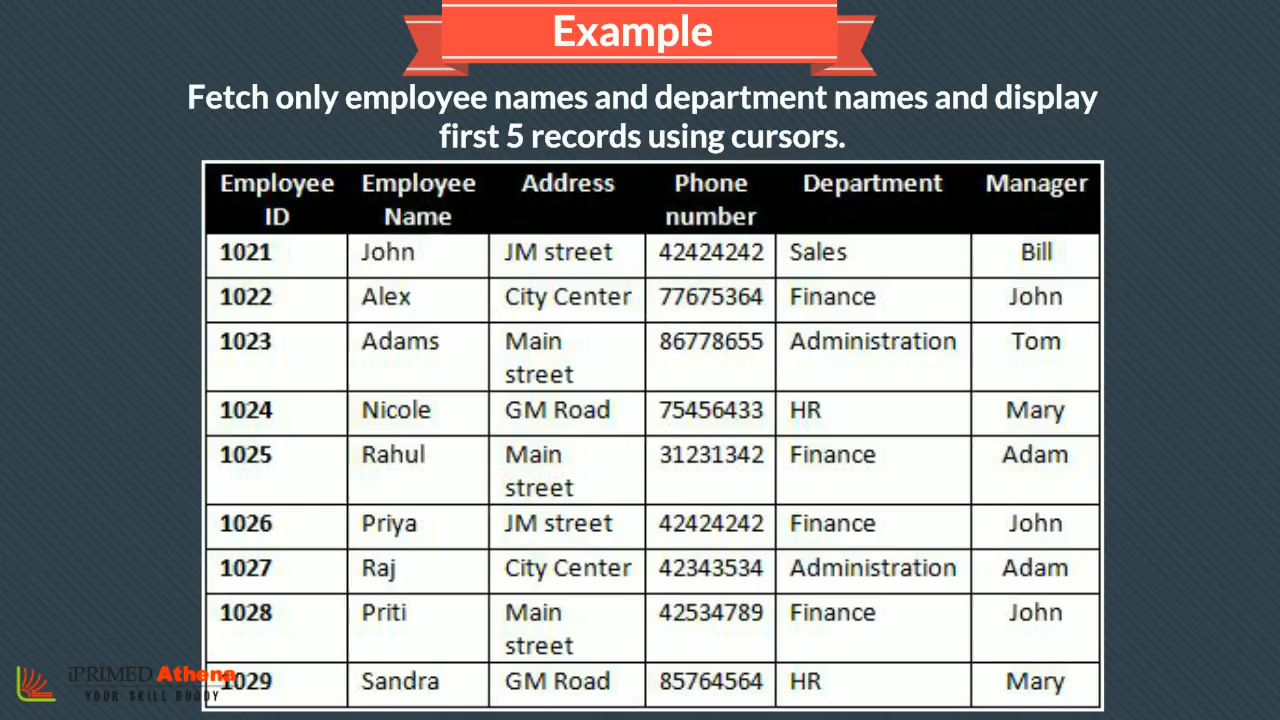 Example
Fetch only employee names and department names and display
first 5 records using cursors.
Employee ID Employee Name Address Phone number Department Manager
1021 John JM street 42424242 Sales Bill
1022 Alex City Center 77675364 Finance John
1023 Adams Main street 86778655 Administration Tom
1024 Nicole GM Road 75456433 HR Mary
1025 Rahul Main street 31231342 Finance Adam
1026 Priya JM street 42424242 Finance John
1027 Raj City Center 42343534 Administration Adam
1028 Priti Main street 42534789 Finance John
1029 Sandra GM Road 85764564 HR Mary
iPRIMED Athena
YOUR SKILL BUDDY